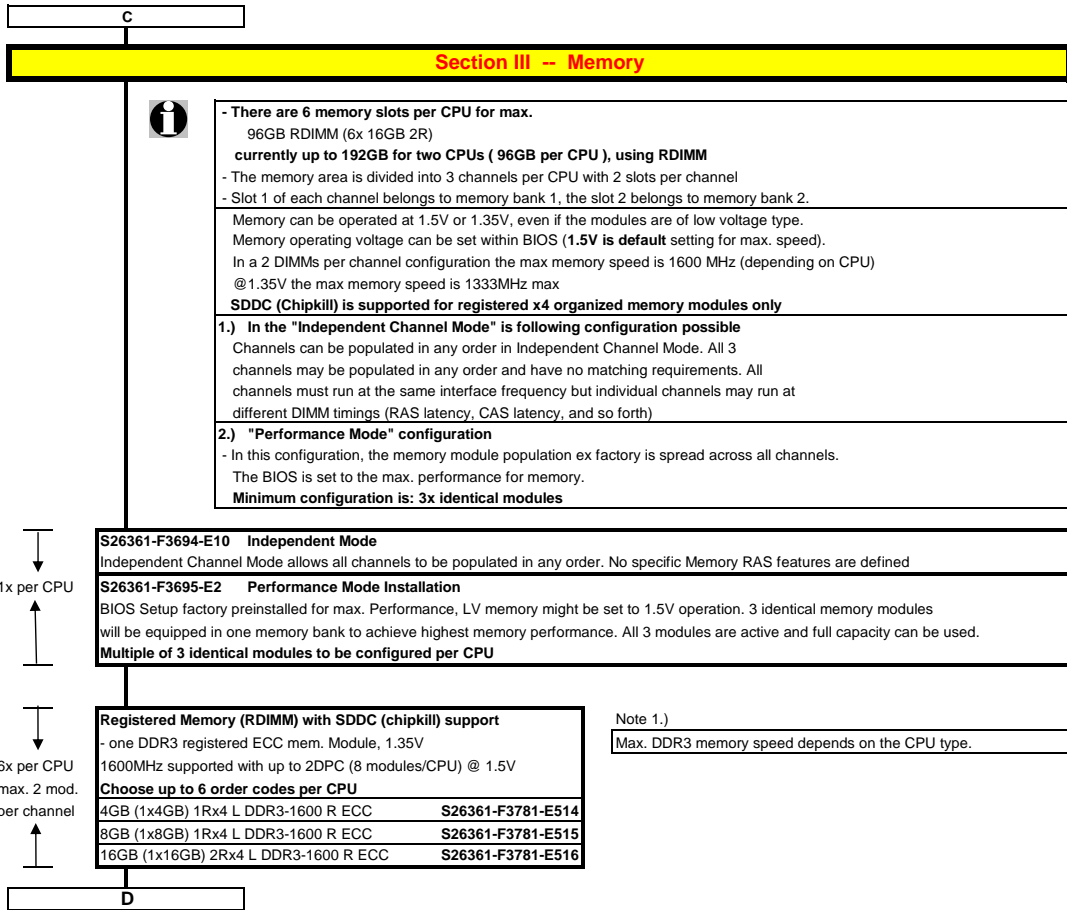 C
Section III -- Memory
- There are 6 memory slots per CPU for max.
96GB RDIMM (6x 16GB 2R)
currently up to 192GB for two CPUs ( 96GB per CPU ), using RDIMM
- The memory area is divided into 3 channels per CPU with 2 slots per channel
- Slot 1 of each channel belongs to memory bank 1, the slot 2 belongs to memory bank 2.
Memory can be operated at 1.5V or 1.35V, even if the modules are of low voltage type.
Memory operating voltage can be set within BIOS (1.5V is default setting for max. speed).
In a 2 DIMMs per channel configuration the max memory speed is 1600 MHz (depending on CPU)
@1.35V the max memory speed is 1333MHz max
SDDC (Chipkill) is supported for registered x4 organized memory modules only
1.) In the "Independent Channel Mode" is following configuration possible
Channels can be populated in any order in Independent Channel Mode. All 3
channels may be populated in any order and have no matching requirements. All
channels must run at the same interface frequency but individual channels may run at
different DIMM timings (RAS latency, CAS latency, and so forth)
2.) "Performance Mode" configuration
- In this configuration, the memory module population ex factory is spread across all channels.
The BIOS is set to the max. performance for memory.
Minimum configuration is: 3x identical modules
S26361-F3694-E10 Independent Mode
Independent Channel Mode allows all channels to be populated in any order. No specific Memory RAS features are defined
1x per CPU
S26361-F3695-E2 Performance Mode Installation
BIOS Setup factory preinstalled for max. Performance, LV memory might be set to 1.5V operation. 3 identical memory modules
will be equipped in one memory bank to achieve highest memory performance. All 3 modules are active and full capacity can be used.
Multiple of 3 identical modules to be configured per CPU
Registered Memory (RDIMM) with SDDC (chipkill) support
- one DDR3 registered ECC mem. Module, 1.35V
1600MHz supported with up to 2DPC (8 modules/CPU) @ 1.5V
Choose up to 6 order codes per CPU
4GB (1x4GB) 1Rx4 L DDR3-1600 R ECC S26361-F3781-E514
8GB (1x8GB) 1Rx4 L DDR3-1600 R ECC S26361-F3781-E515
16GB (1x16GB) 2Rx4 L DDR3-1600 R ECC S26361-F3781-E516
6x per CPU
max. 2 mod.
per channel
Note 1.)
Max. DDR3 memory speed depends on the CPU type.
D